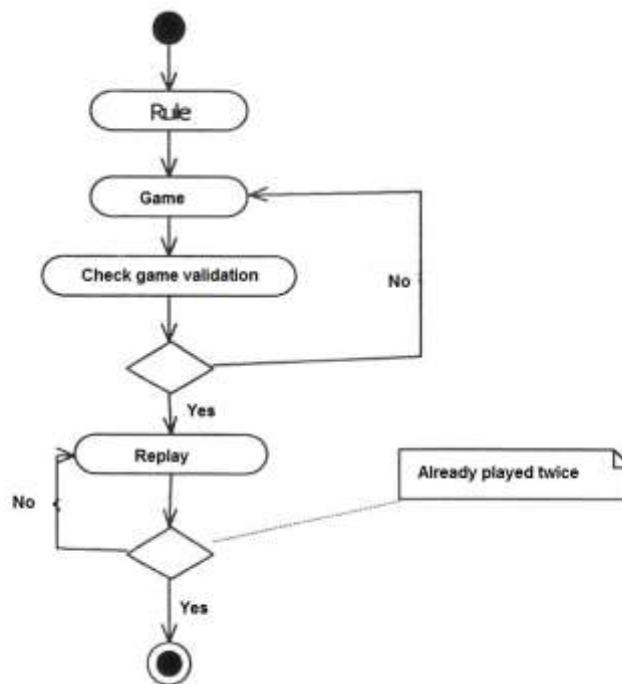 Rule
Game
Check game validation
No
Yes
Replay
Already played twice
No
Yes